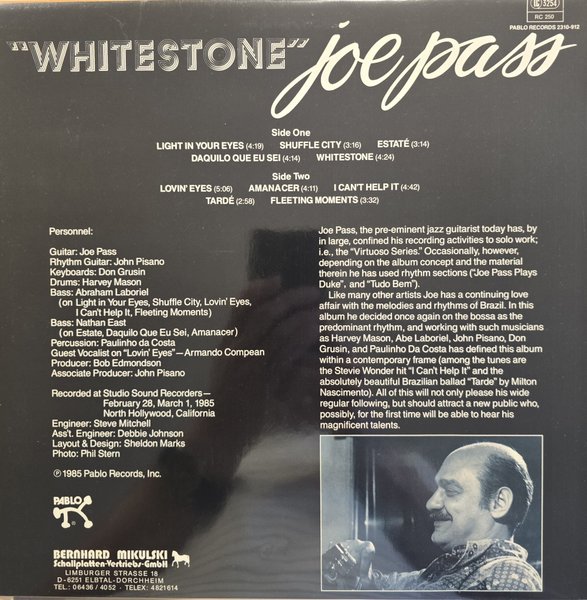 LC 3254
RC 250
PABLO RECORDS 2310-912
"WHITESTONE" joe pass
Side One
LIGHT IN YOUR EYES (4:19) SHUFFLE CITY (3:16) ESTATÉ (3:14)
DAQUILO QUE EU SEI (4:14) WHITESTONE (4:24)
Side Two
LOVIN' EYES (5:06) AMANACER (4:11) I CAN'T HELP IT (4:42)
TARDÉ (2:58) FLEETING MOMENTS (3:32)
Personnel:
Guitar: Joe Pass
Rhythm Guitar: John Pisano
Keyboards: Don Grusin
Drums: Harvey Mason
Bass: Abraham Laboriel
(on Light in Your Eyes, Shuffle City, Lovin' Eyes,
I Can't Help It, Fleeting Moments)
Bass: Nathan East
(on Estate, Daquilo Que Eu Sei, Amanacer)
Percussion: Paulinho da Costa
Guest Vocalist on "Lovin' Eyes"—Armando Compean
Producer: Bob Edmondson
Associate Producer: John Pisano
Recorded at Studio Sound Recorders—
February 28, March 1, 1985
North Hollywood, California
Engineer: Steve Mitchell
Ass't. Engineer: Debbie Johnson
Layout & Design: Sheldon Marks
Photo: Phil Stern
℗ 1985 Pablo Records, Inc.
Joe Pass, the pre-eminent jazz guitarist today has, by
in large, confined his recording activities to solo work;
i.e., the "Virtuoso Series." Occasionally, however,
depending on the album concept and the material
therein he has used rhythm sections ("Joe Pass Plays
Duke", and "Tudo Bem").
Like many other artists Joe has a continuing love
affair with the melodies and rhythms of Brazil. In this
album he decided once again on the bossa as the
predominant rhythm, and working with such musicians
as Harvey Mason, Abe Laboriel, John Pisano, Don
Grusin, and Paulinho Da Costa has defined this album
within a contemporary frame (among the tunes are
the Stevie Wonder hit "I Can't Help It" and the
absolutely beautiful Brazilian ballad "Tarde" by Milton
Nascimento). All of this will not only please his wide
regular following, but should attract a new public who,
possibly, for the first time will be able to hear his
magnificent talents.
PABLO
BERNHARD MIKULSKI
Schallplatten-Vertriebs-GmbH
LIMBURGER STRASSE 18
D-6251 ELBTAL-DORCHHEIM
TEL.: 06436 / 4052 · TELEX: 4821614